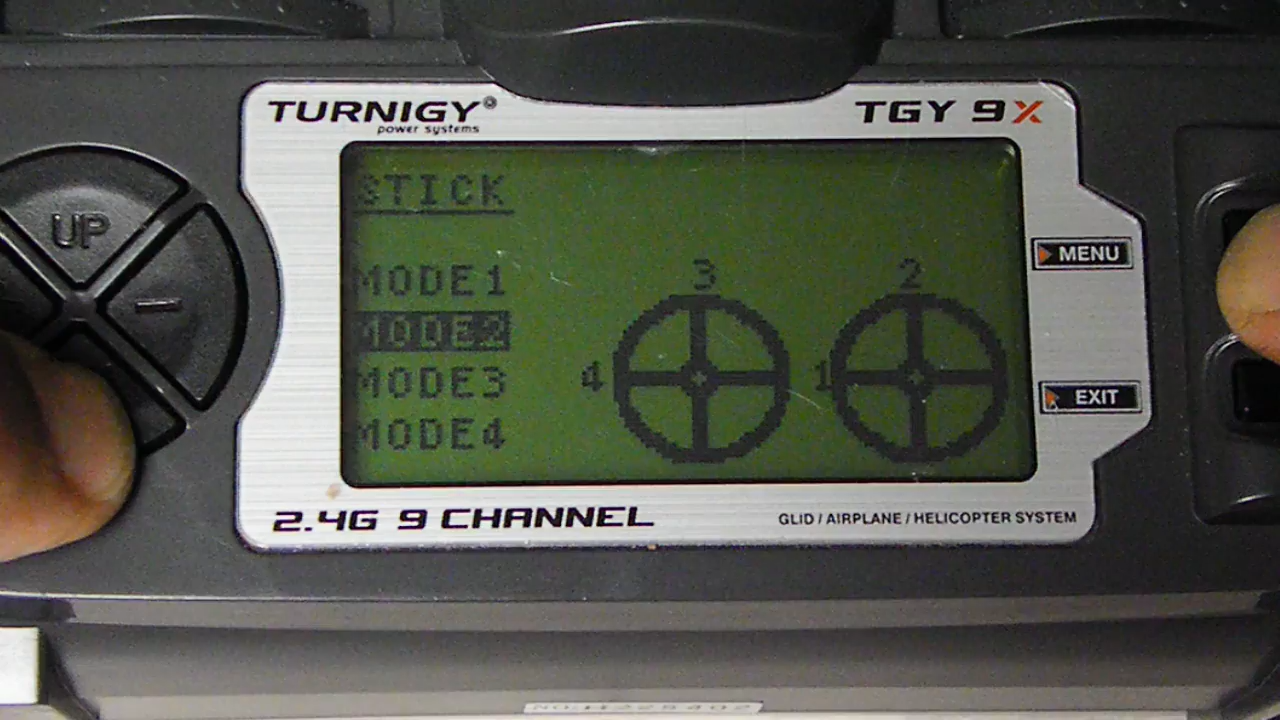 TURNIGY®
power systems
TGY 9X
STICK
MODE1
MODE2
MODE3
MODE4
3
4
2
1
UP
—
MENU
EXIT
2.4G 9 CHANNEL
GLID / AIRPLANE / HELICOPTER SYSTEM